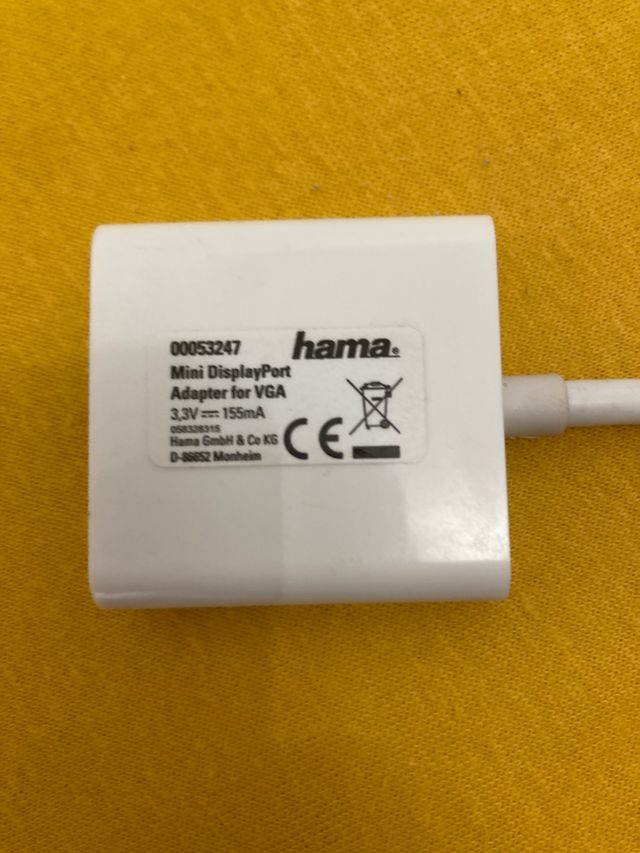 00053247
hama®
Mini DisplayPort
Adapter for VGA
3,3V⎓155mA
058328315
Hama GmbH & Co KG
D-86652 Monheim
CE